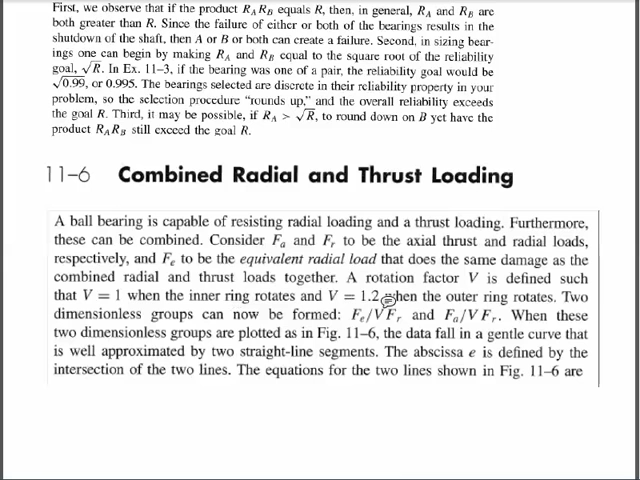 First, we observe that if the product R_A R_B equals R, then, in general, R_A and R_B are
both greater than R. Since the failure of either or both of the bearings results in the
shutdown of the shaft, then A or B or both can create a failure. Second, in sizing bear-
ings one can begin by making R_A and R_B equal to the square root of the reliability
goal, √R. In Ex. 11–3, if the bearing was one of a pair, the reliability goal would be
√0.99, or 0.995. The bearings selected are discrete in their reliability property in your
problem, so the selection procedure “rounds up,” and the overall reliability exceeds
the goal R. Third, it may be possible, if R_A > √R, to round down on B yet have the
product R_A R_B still exceed the goal R.
11–6 Combined Radial and Thrust Loading
A ball bearing is capable of resisting radial loading and a thrust loading. Furthermore,
these can be combined. Consider F_a and F_r to be the axial thrust and radial loads,
respectively, and F_e to be the equivalent radial load that does the same damage as the
combined radial and thrust loads together. A rotation factor V is defined such
that V = 1 when the inner ring rotates and V = 1.2 when the outer ring rotates. Two
dimensionless groups can now be formed: F_e/V F_r and F_a/V F_r. When these
two dimensionless groups are plotted as in Fig. 11–6, the data fall in a gentle curve that
is well approximated by two straight-line segments. The abscissa e is defined by the
intersection of the two lines. The equations for the two lines shown in Fig. 11–6 are